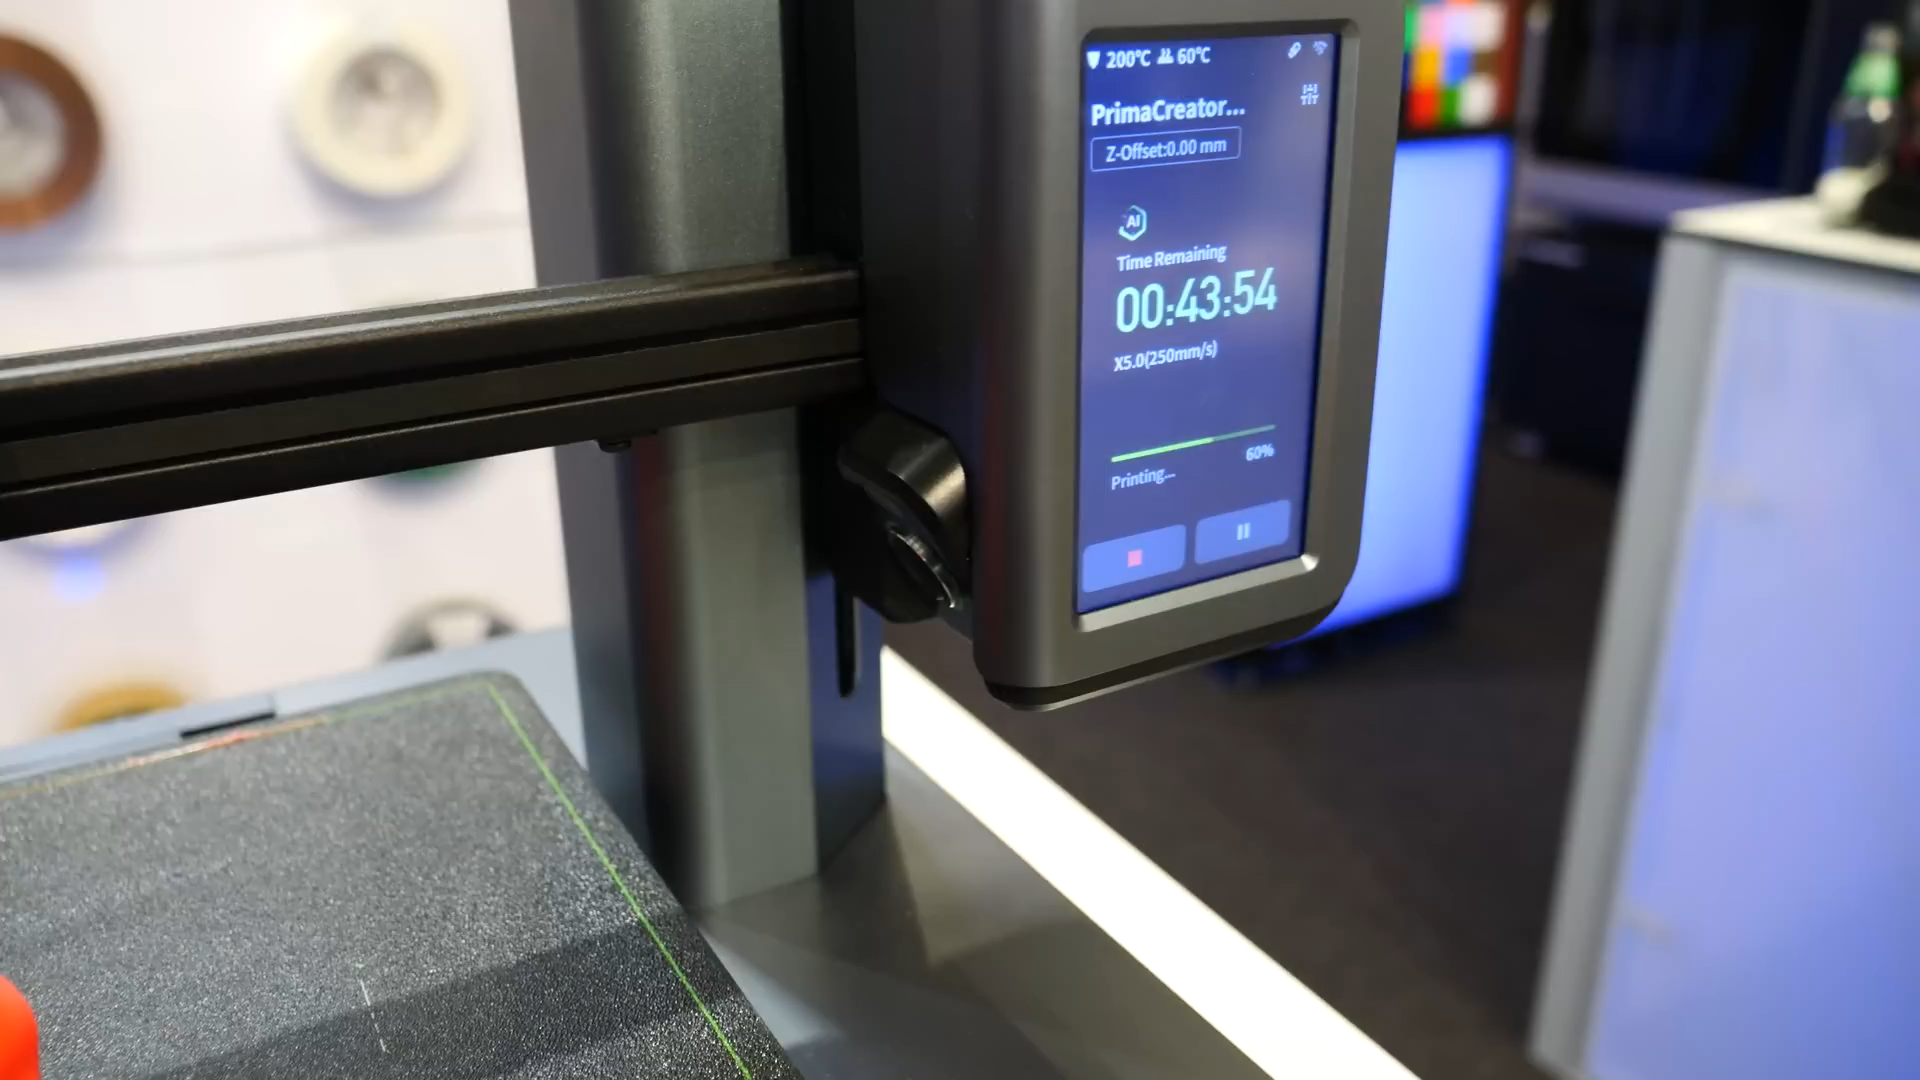 200°C 60°C
PrimaCreator...
Z-Offset:0.00 mm
AI
Time Remaining
00:43:54
X5.0(250mm/s)
60%
Printing...